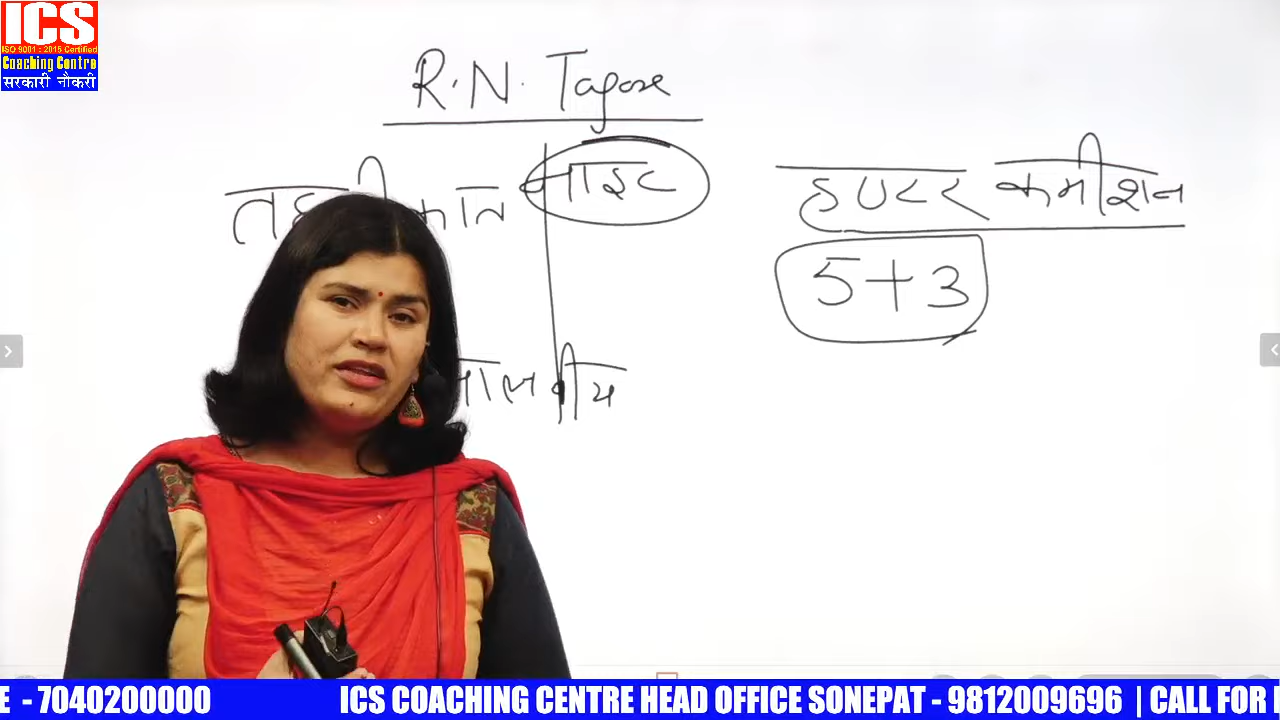 ICS
ISO 9001 : 2015 Certified
Coaching Centre
सरकारी नौकरी
R.N. Tagore
नाइट
हण्टर कमीशन
5+3
मालवीय
E - 7040200000 ICS COACHING CENTRE HEAD OFFICE SONEPAT - 9812009696 | CALL FOR